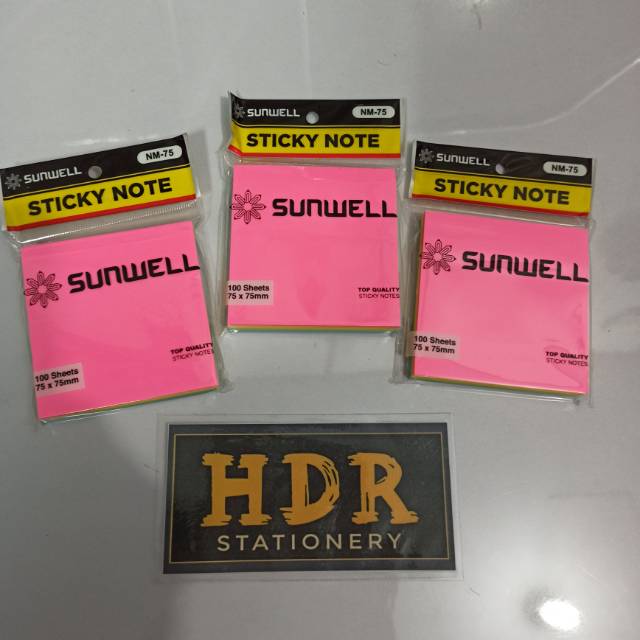 SUNWELL
NM-75
STICKY NOTE
SUNWELL
100 Sheets
75 x 75mm
TOP QUALITY
STICKY NOTES
SUNWELL
NM-75
STICKY NOTE
SUNWELL
100 Sheets
75 x 75mm
TOP QUALITY
STICKY NOTES
SUNWELL
NM-75
STICKY NOTE
SUNWELL
100 Sheets
75 x 75mm
TOP QUALITY
STICKY NOTES
HDR
STATIONERY